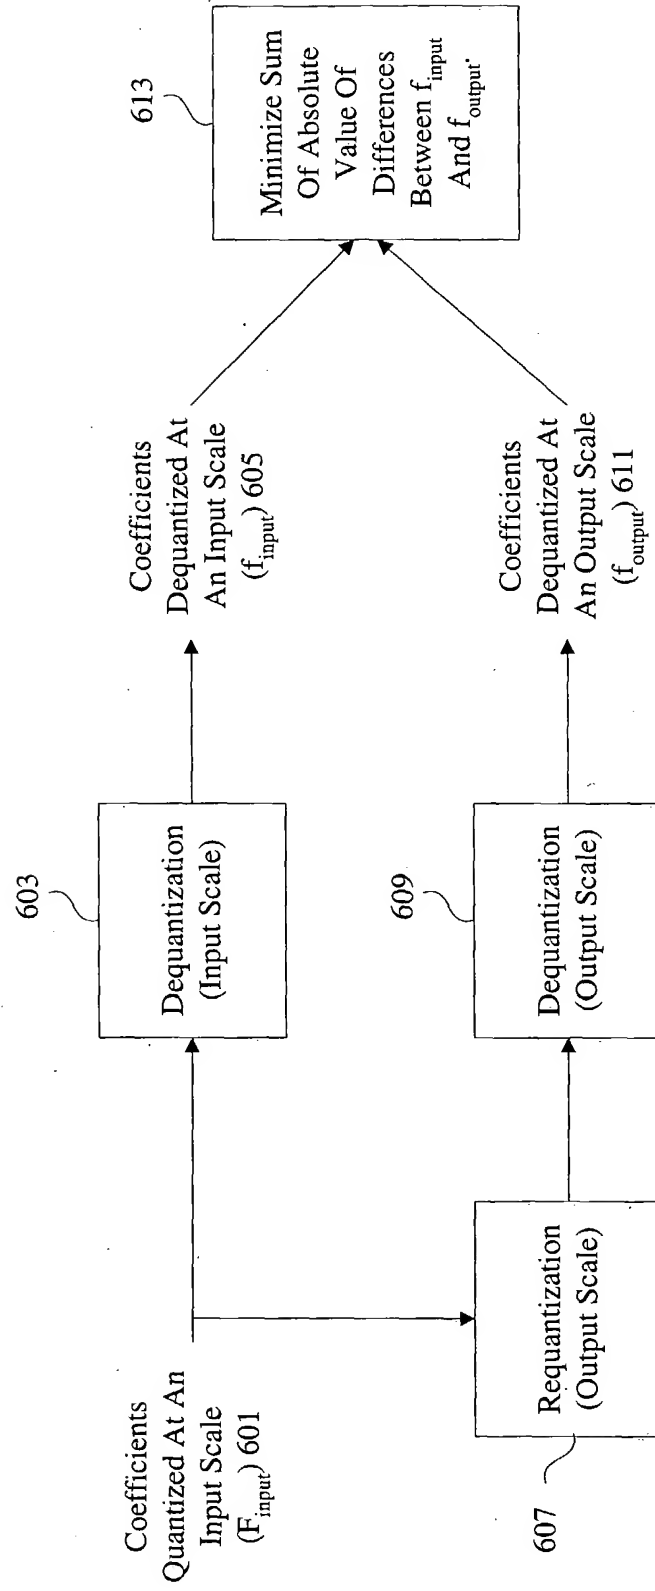 Coefficients
Quantized At An
Input Scale
(F_input) 601
603
Dequantization
(Input Scale)
Coefficients
Dequantized At
An Input Scale
(f_input) 605
613
Minimize Sum
Of Absolute
Value Of
Differences
Between f_input
And f_output.
607
Requantization
(Output Scale)
609
Dequantization
(Output Scale)
Coefficients
Dequantized At
An Output Scale
(f_output) 611